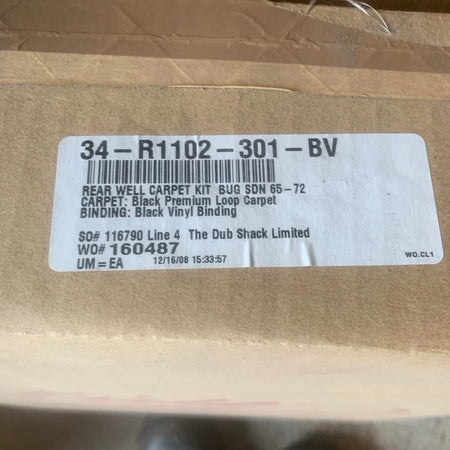 34-R1102-301-BV
REAR WELL CARPET KIT BUG SDN 65-72
CARPET: Black Premium Loop Carpet
BINDING: Black Vinyl Binding
SO# 116790 Line 4 The Dub Shack Limited
WO# 160487
UM = EA 12/16/08 15:33:57
WO.CL1